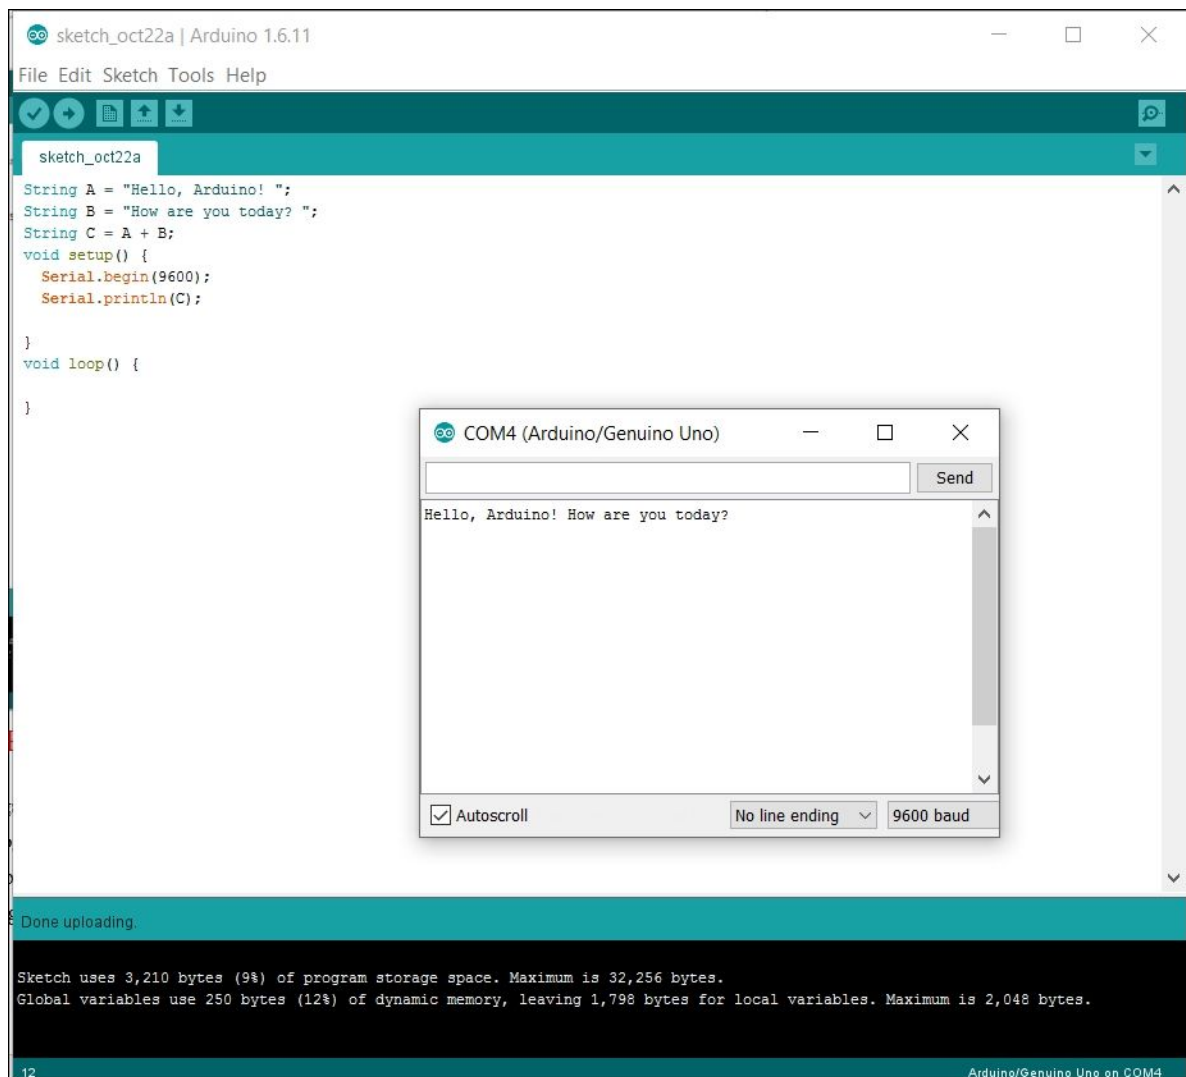 sketch_oct22a | Arduino 1.6.11
File Edit Sketch Tools Help
sketch_oct22a
String A = "Hello, Arduino! ";
String B = "How are you today? ";
String C = A + B;
void setup() {
  Serial.begin(9600);
  Serial.println(C);
}
void loop() {
}
COM4 (Arduino/Genuino Uno)
Send
Hello, Arduino! How are you today?
Autoscroll
No line ending
9600 baud
Done uploading.
Sketch uses 3,210 bytes (9%) of program storage space. Maximum is 32,256 bytes.
Global variables use 250 bytes (12%) of dynamic memory, leaving 1,798 bytes for local variables. Maximum is 2,048 bytes.
12
Arduino/Genuino Uno on COM4